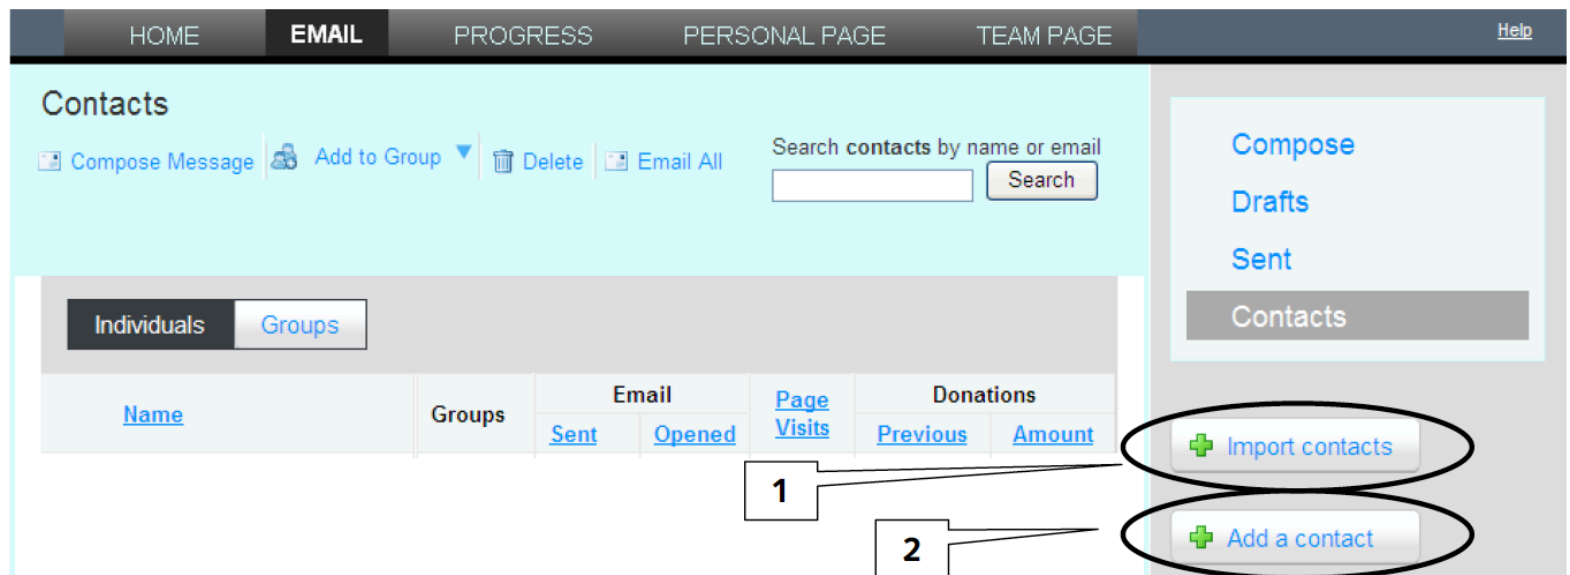 HOME EMAIL PROGRESS PERSONAL PAGE TEAM PAGE Help
Contacts
Compose Message Add to Group Delete Email All
Search contacts by name or email
Search
Compose
Drafts
Sent
Contacts
Individuals Groups
Name Groups Email Page Visits Donations
Sent Opened Previous Amount
Import contacts
1
Add a contact
2